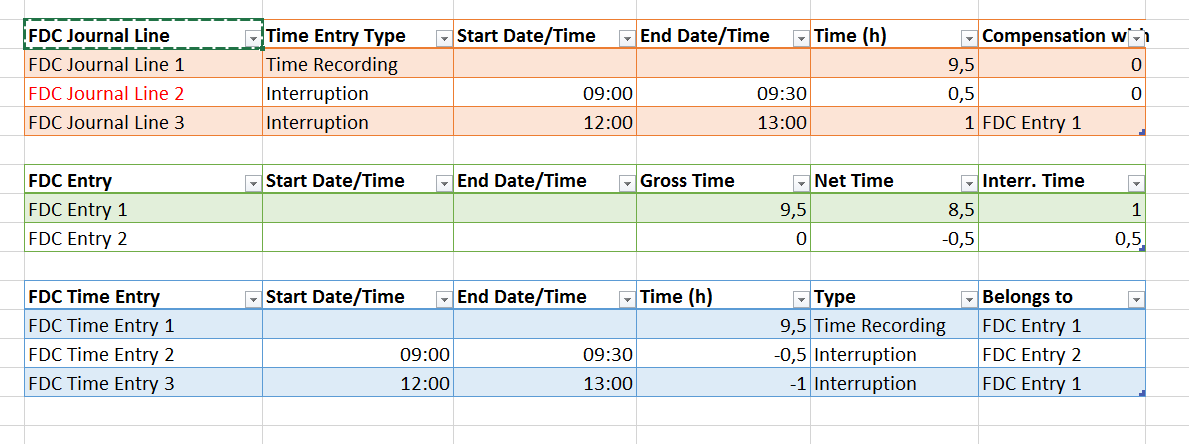 FDC Journal Line Time Entry Type Start Date/Time End Date/Time Time (h) Compensation with
FDC Journal Line 1 Time Recording 9,5 0
FDC Journal Line 2 Interruption 09:00 09:30 0,5 0
FDC Journal Line 3 Interruption 12:00 13:00 1 FDC Entry 1
FDC Entry Start Date/Time End Date/Time Gross Time Net Time Interr. Time
FDC Entry 1 9,5 8,5 1
FDC Entry 2 0 -0,5 0,5
FDC Time Entry Start Date/Time End Date/Time Time (h) Type Belongs to
FDC Time Entry 1 9,5 Time Recording FDC Entry 1
FDC Time Entry 2 09:00 09:30 -0,5 Interruption FDC Entry 2
FDC Time Entry 3 12:00 13:00 -1 Interruption FDC Entry 1